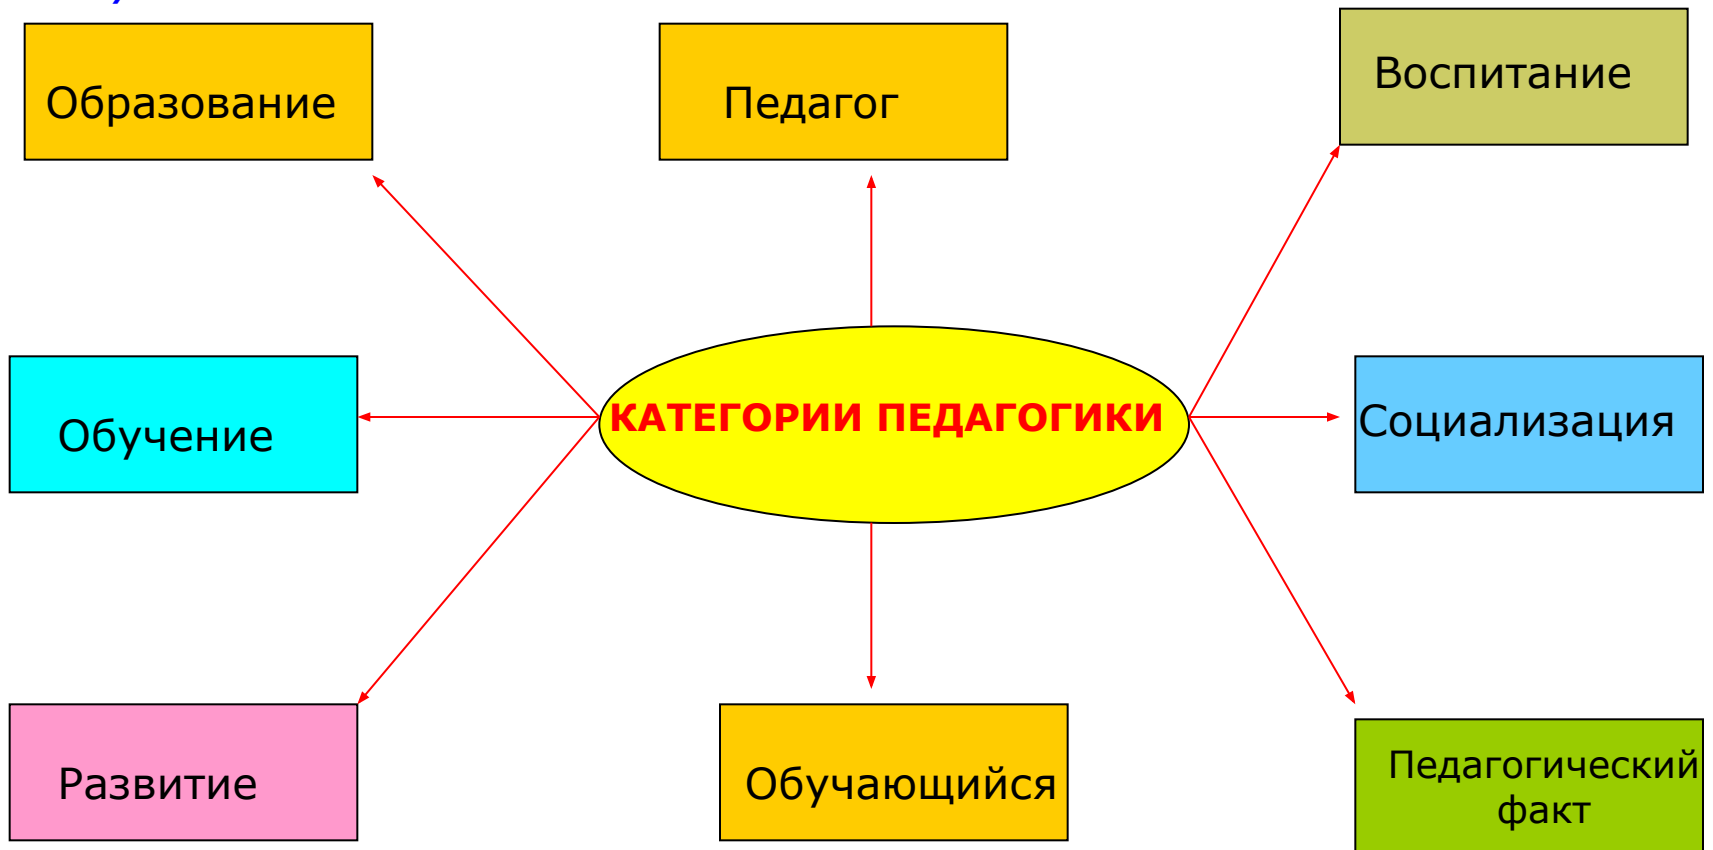 Образование
Педагог
Воспитание
Обучение
КАТЕГОРИИ ПЕДАГОГИКИ
Социализация
Развитие
Обучающийся
Педагогический
факт